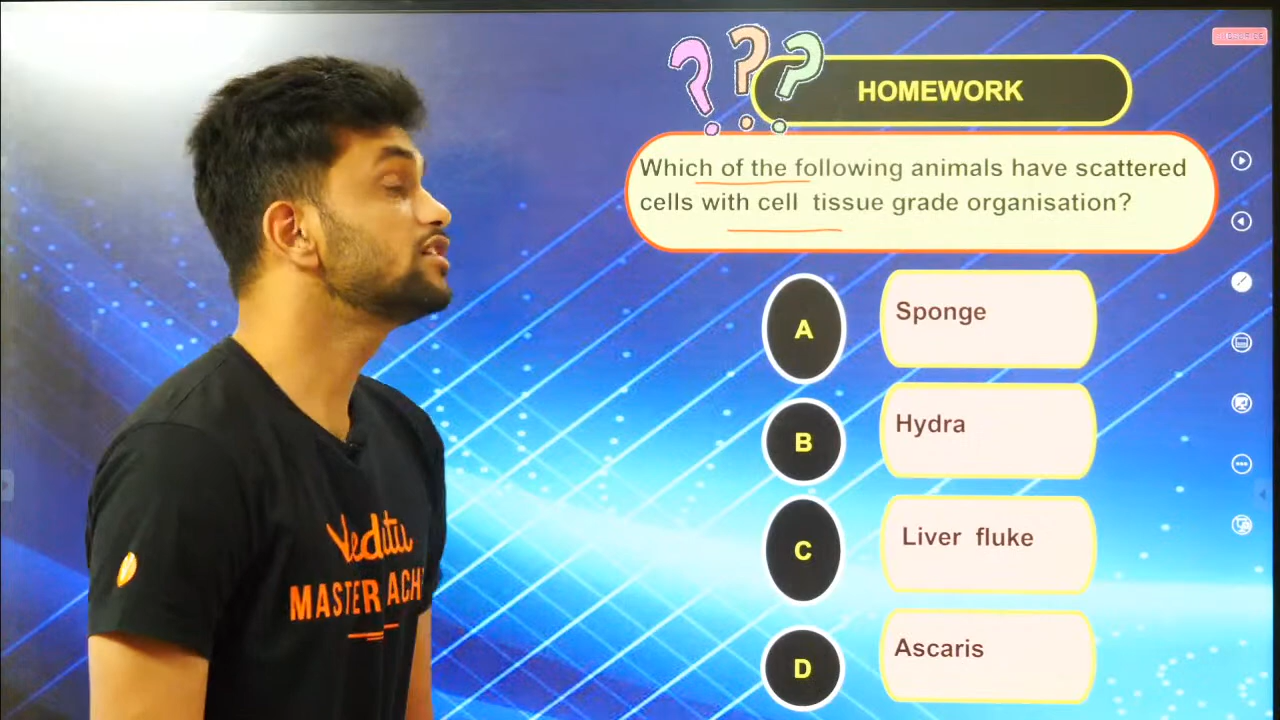 HOMEWORK
Which of the following animals have scattered
cells with cell tissue grade organisation?
A
Sponge
B
Hydra
C
Liver fluke
D
Ascaris
Vedantu
MASTER